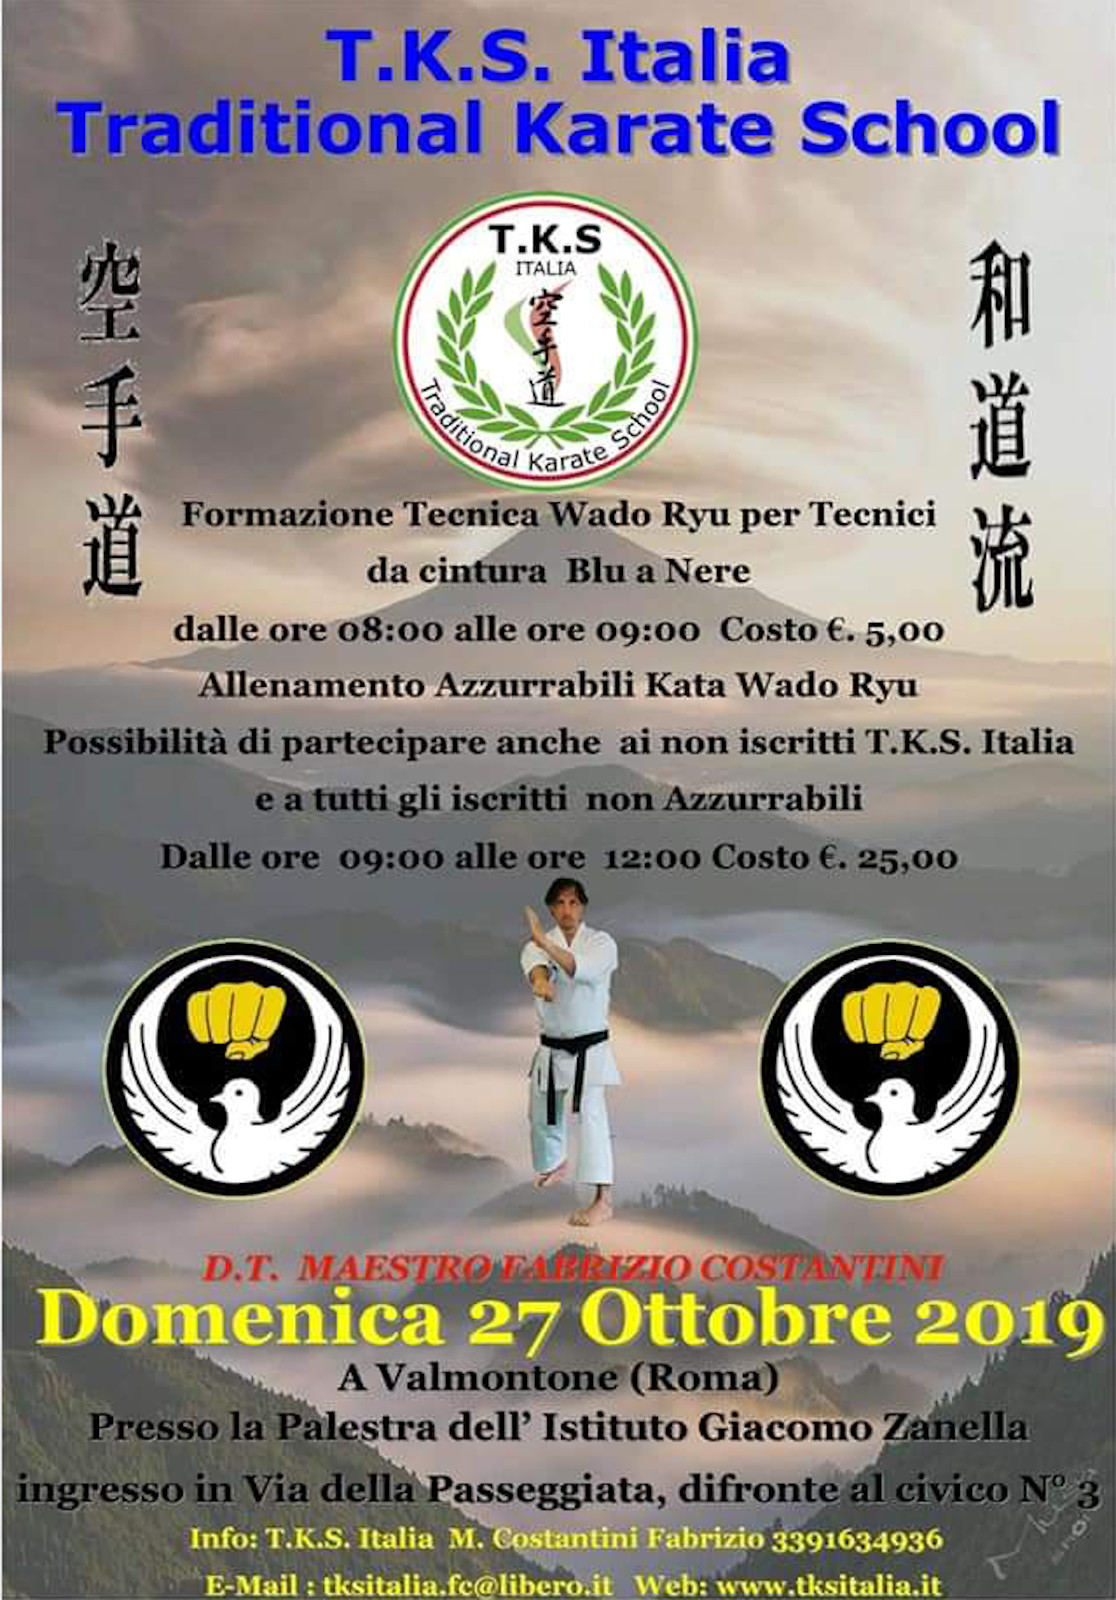 T.K.S. Italia
Traditional Karate School
空手道
和道流
T.K.S
ITALIA
空手道
Traditional Karate School
Formazione Tecnica Wado Ryu per Tecnici
da cintura Blu a Nere
dalle ore 08:00 alle ore 09:00 Costo €. 5,00
Allenamento Azzurrabili Kata Wado Ryu
Possibilità di partecipare anche ai non iscritti T.K.S. Italia
e a tutti gli iscritti non Azzurrabili
Dalle ore 09:00 alle ore 12:00 Costo €. 25,00
D.T. MAESTRO FABRIZIO COSTANTINI
Domenica 27 Ottobre 2019
A Valmontone (Roma)
Presso la Palestra dell' Istituto Giacomo Zanella
ingresso in Via della Passeggiata, difronte al civico N° 3
Info: T.K.S. Italia M. Costantini Fabrizio 3391634936
E-Mail : tksitalia.fc@libero.it Web: www.tksitalia.it